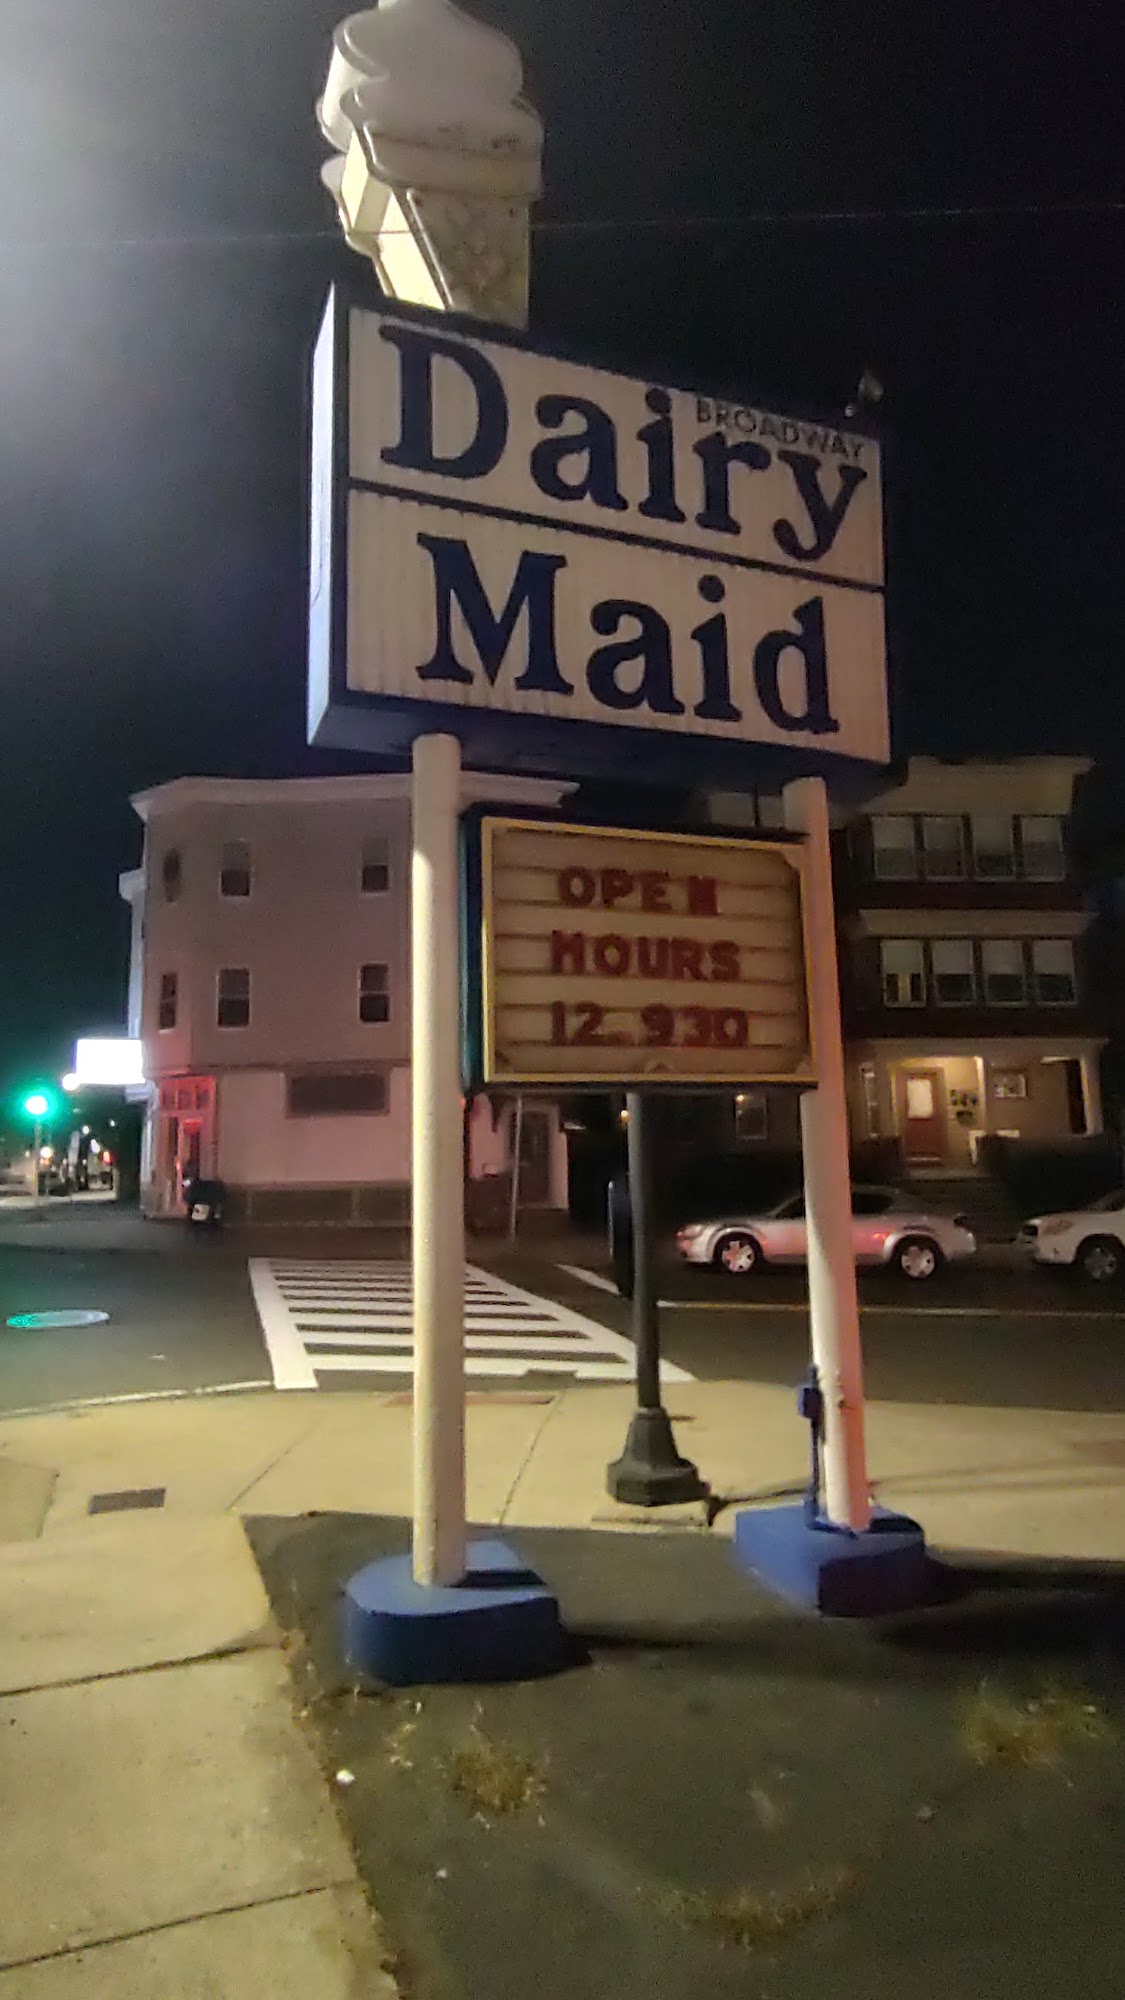 BROADWAY
Dairy
Maid
OPEN
HOURS
12-930